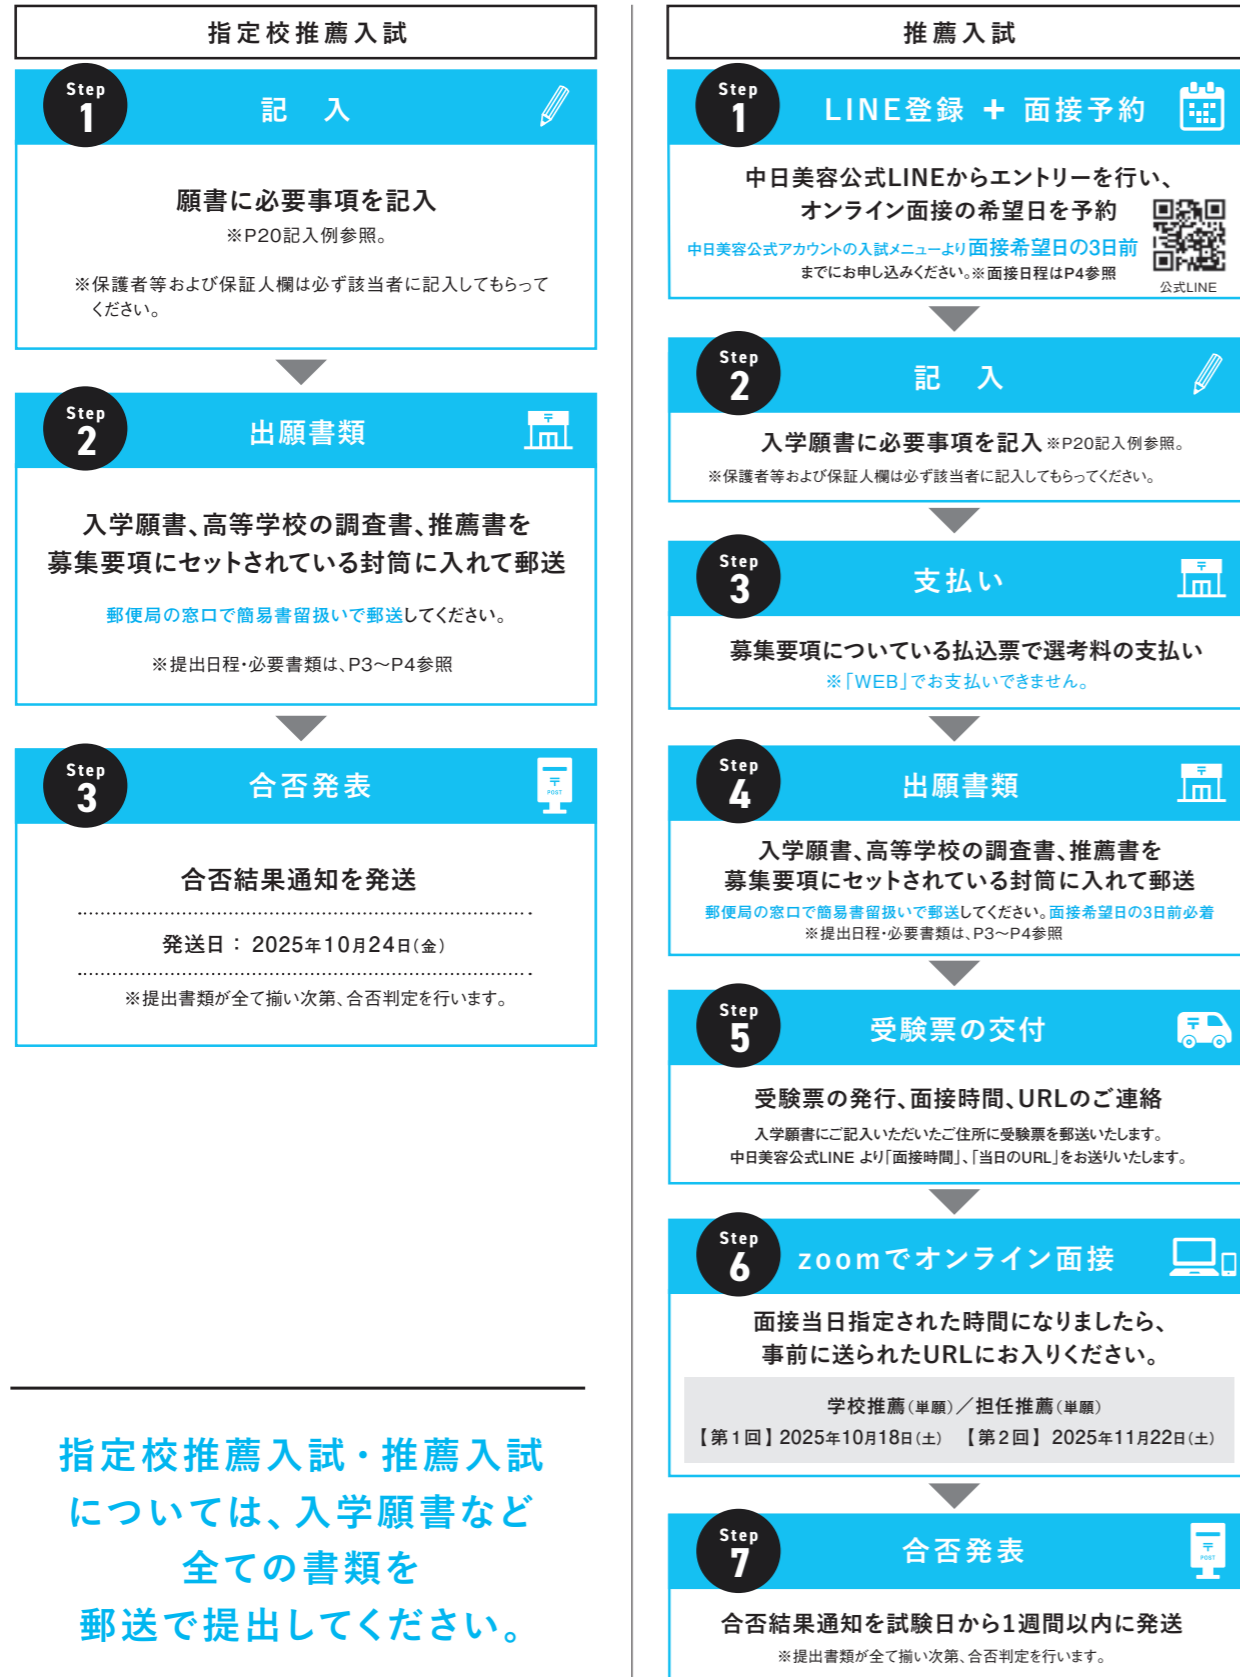 指定校推薦入試
Step
1
記 入
願書に必要事項を記入
※P20記入例参照。
※保護者等および保証人欄は必ず該当者に記入してもらって
ください。
Step
2
出願書類
〒
入学願書、高等学校の調査書、推薦書を
募集要項にセットされている封筒に入れて郵送
郵便局の窓口で簡易書留扱いで郵送してください。
※提出日程・必要書類は、P3〜P4参照
Step
3
合否発表
〒
POST
合否結果通知を発送
発送日： 2025年10月24日(金)
※提出書類が全て揃い次第、合否判定を行います。
指定校推薦入試・推薦入試
については、入学願書など
全ての書類を
郵送で提出してください。
推薦入試
Step
1
LINE登録 + 面接予約
中日美容公式LINEからエントリーを行い、
オンライン面接の希望日を予約
中日美容公式アカウントの入試メニューより面接希望日の3日前
までにお申し込みください。※面接日程はP4参照
公式LINE
Step
2
記 入
入学願書に必要事項を記入 ※P20記入例参照。
※保護者等および保証人欄は必ず該当者に記入してもらってください。
Step
3
支払い
〒
募集要項についている払込票で選考料の支払い
※「WEB」でお支払いできません。
Step
4
出願書類
〒
入学願書、高等学校の調査書、推薦書を
募集要項にセットされている封筒に入れて郵送
郵便局の窓口で簡易書留扱いで郵送してください。面接希望日の3日前必着
※提出日程・必要書類は、P3〜P4参照
Step
5
受験票の交付
〒
受験票の発行、面接時間、URLのご連絡
入学願書にご記入いただいたご住所に受験票を郵送いたします。
中日美容公式LINE より「面接時間」、「当日のURL」をお送りいたします。
Step
6
zoomでオンライン面接
面接当日指定された時間になりましたら、
事前に送られたURLにお入りください。
学校推薦(単願)／担任推薦(単願)
【第1回】2025年10月18日(土) 【第2回】2025年11月22日(土)
Step
7
合否発表
〒
POST
合否結果通知を試験日から1週間以内に発送
※提出書類が全て揃い次第、合否判定を行います。